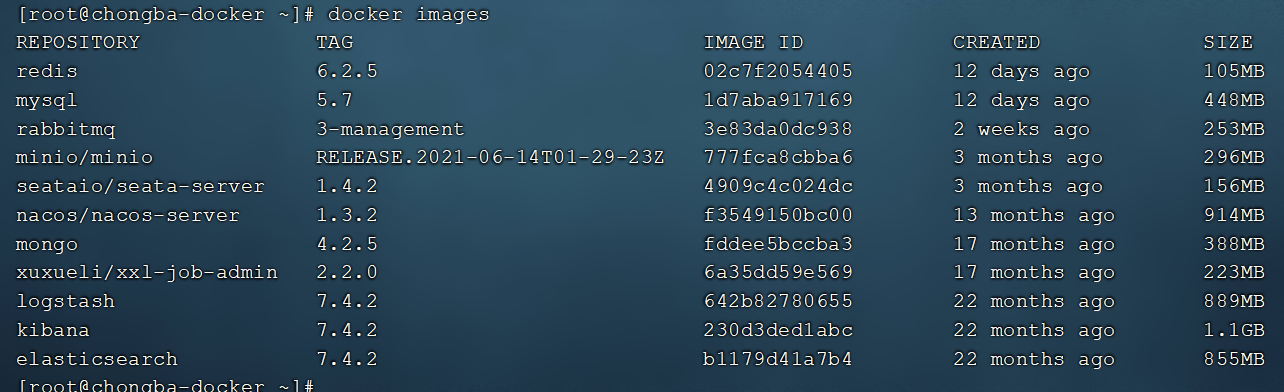 [root@chongba-docker ~]# docker images
REPOSITORY TAG IMAGE ID CREATED SIZE
redis 6.2.5 02c7f2054405 12 days ago 105MB
mysql 5.7 1d7aba917169 12 days ago 448MB
rabbitmq 3-management 3e83da0dc938 2 weeks ago 253MB
minio/minio RELEASE.2021-06-14T01-29-23Z 777fca8cbba6 3 months ago 296MB
seataio/seata-server 1.4.2 4909c4c024dc 3 months ago 156MB
nacos/nacos-server 1.3.2 f3549150bc00 13 months ago 914MB
mongo 4.2.5 fddee5bccba3 17 months ago 388MB
xuxueli/xxl-job-admin 2.2.0 6a35dd59e569 17 months ago 223MB
logstash 7.4.2 642b82780655 22 months ago 889MB
kibana 7.4.2 230d3ded1abc 22 months ago 1.1GB
elasticsearch 7.4.2 b1179d41a7b4 22 months ago 855MB
[root@chongba-docker ~]#